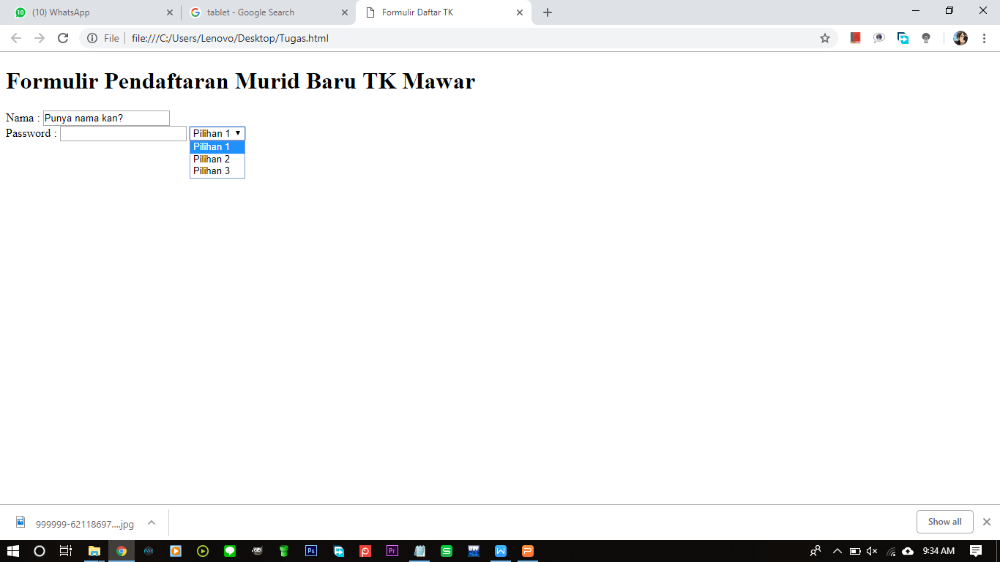 (10) WhatsApp
tablet - Google Search
Formulir Daftar TK
File
file:///C:/Users/Lenovo/Desktop/Tugas.html
Formulir Pendaftaran Murid Baru TK Mawar
Nama : Punya nama kan?
Password : Pilihan 1
Pilihan 1
Pilihan 2
Pilihan 3
999999-62118697....jpg
Show all
9:34 AM